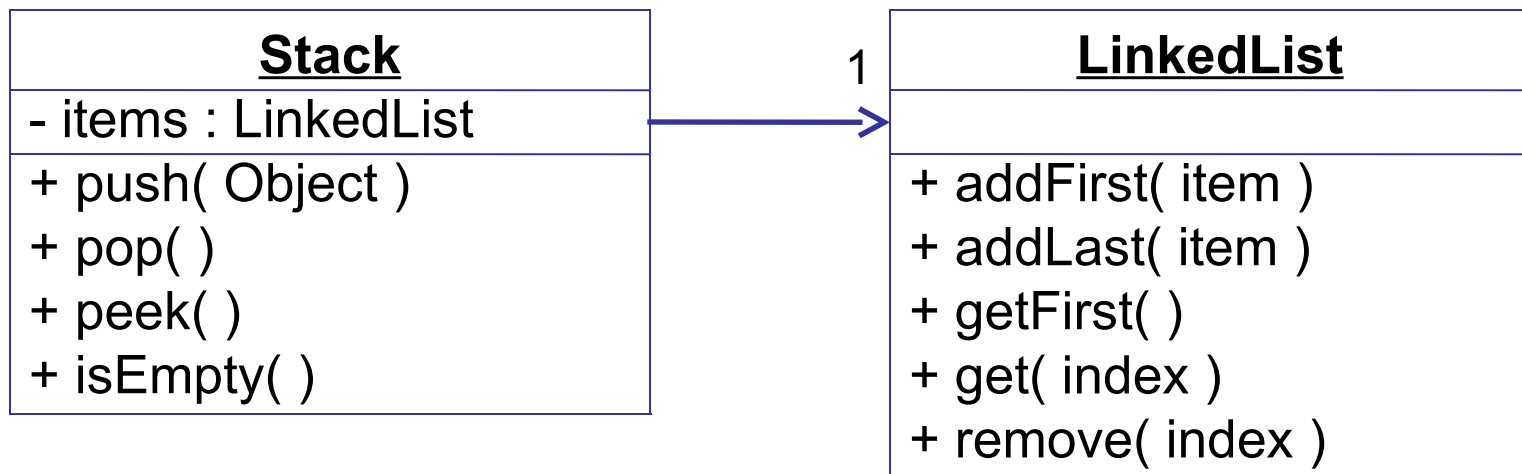 Stack
- items : LinkedList
+ push( Object )
+ pop( )
+ peek( )
+ isEmpty( )
1
LinkedList
+ addFirst( item )
+ addLast( item )
+ getFirst( )
+ get( index )
+ remove( index )